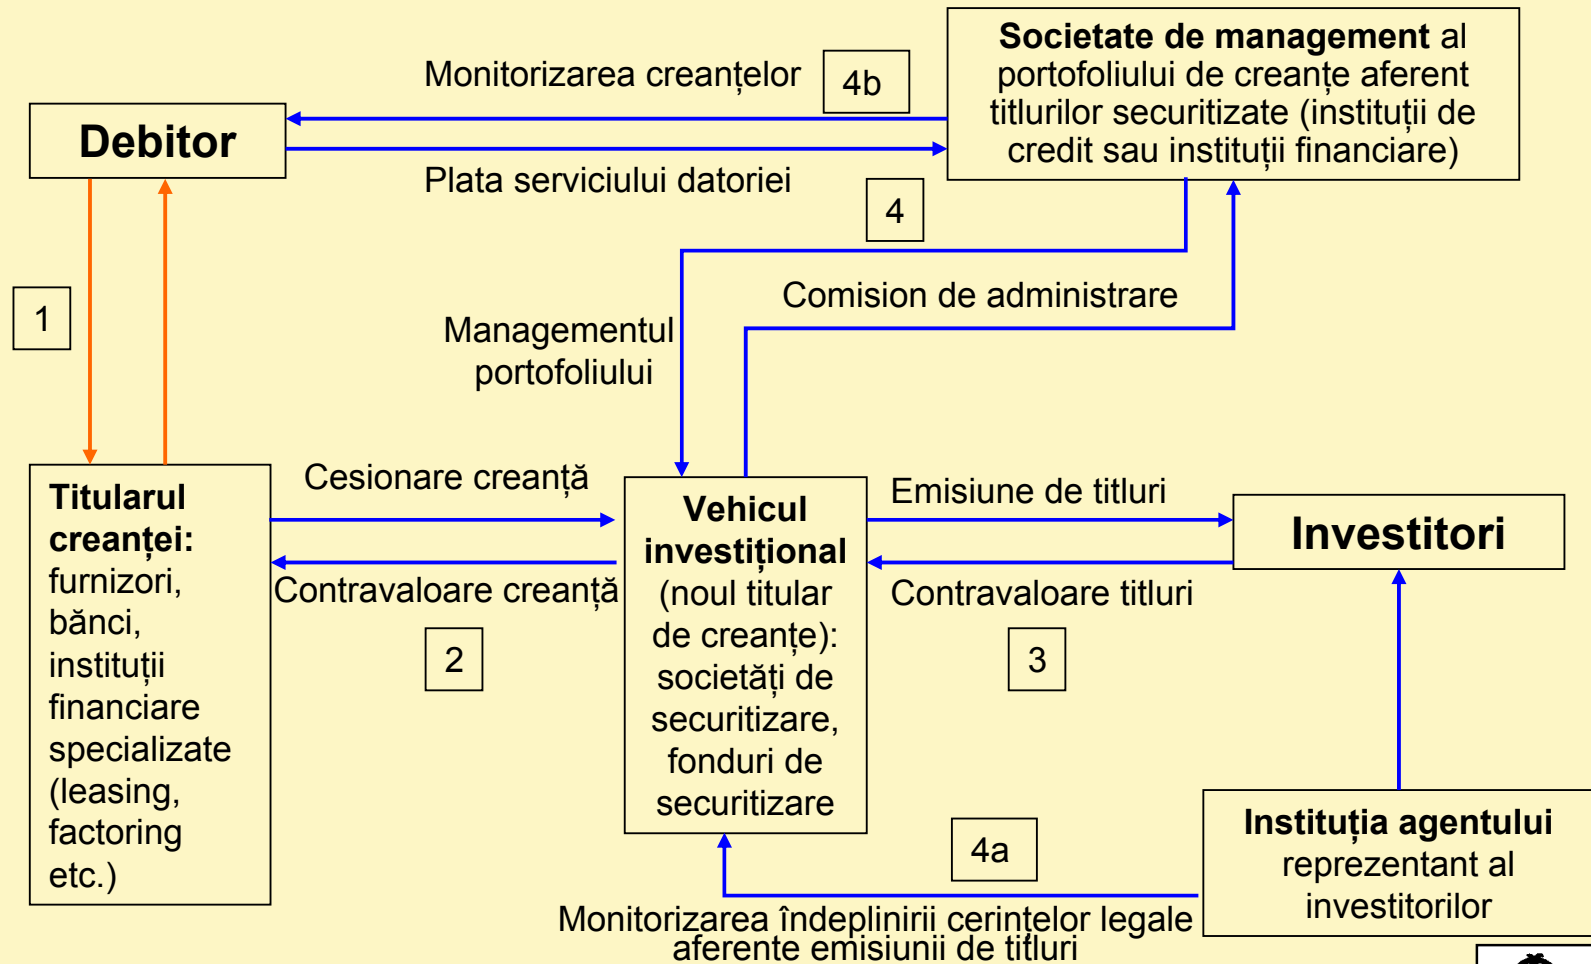 Societate de management al
portofoliului de creanțe aferent
titlurilor securitizate (instituții de
credit sau instituții financiare)
Monitorizarea creanțelor
4b
Debitor
Plata serviciului datoriei
4
1
Comision de administrare
Managementul
portofoliului
Titularul
creanței:
furnizori,
bănci,
instituții
financiare
specializate
(leasing,
factoring
etc.)
Cesionare creanță
Contravaloare creanță
2
Vehicul
investițional
(noul titular
de creanțe):
societăți de
securitizare,
fonduri de
securitizare
Emisiune de titluri
Contravaloare titluri
3
Investitori
4a
Instituția agentului
reprezentant al
investitorilor
Monitorizarea îndeplinirii cerințelor legale
aferente emisiunii de titluri